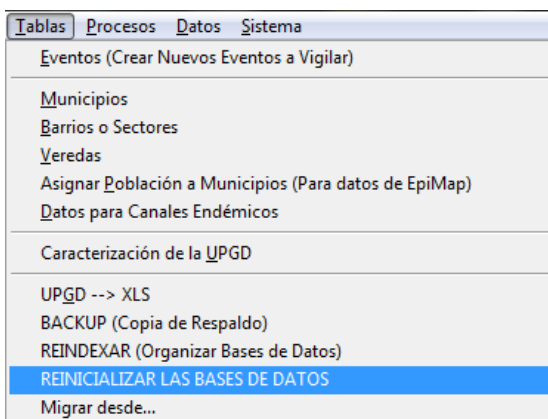 Tablas Procesos Datos Sistema
Eventos (Crear Nuevos Eventos a Vigilar)
Municipios
Barrios o Sectores
Veredas
Asignar Población a Municipios (Para datos de EpiMap)
Datos para Canales Endémicos
Caracterización de la UPGD
UPGD --> XLS
BACKUP (Copia de Respaldo)
REINDEXAR (Organizar Bases de Datos)
REINICIALIZAR LAS BASES DE DATOS
Migrar desde...